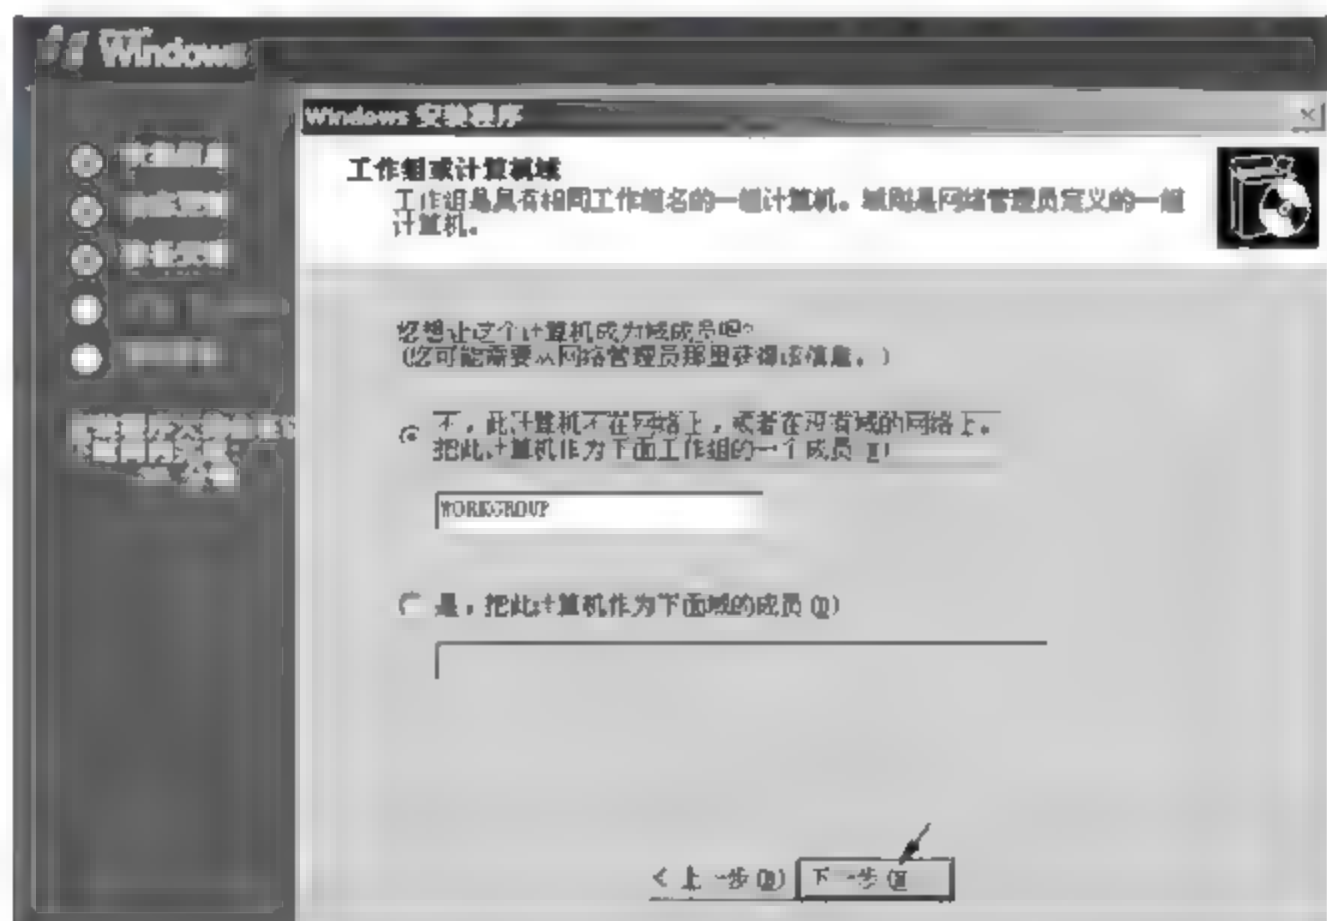 Windows
Windows 安装程序
工作组或计算机域
工作组是具有相同工作组名的一组计算机。域则是网络管理员定义的一组
计算机。
您想让这个计算机成为域成员吗?
(您可能需要从网络管理员那里获得该信息。)
不，此计算机不在网络上，或者在没有域的网络上。
把此计算机作为下面工作组的一个成员(W)
WORKGROUP
是，把此计算机作为下面域的成员(D)
< 上一步(B) 下一步(N)